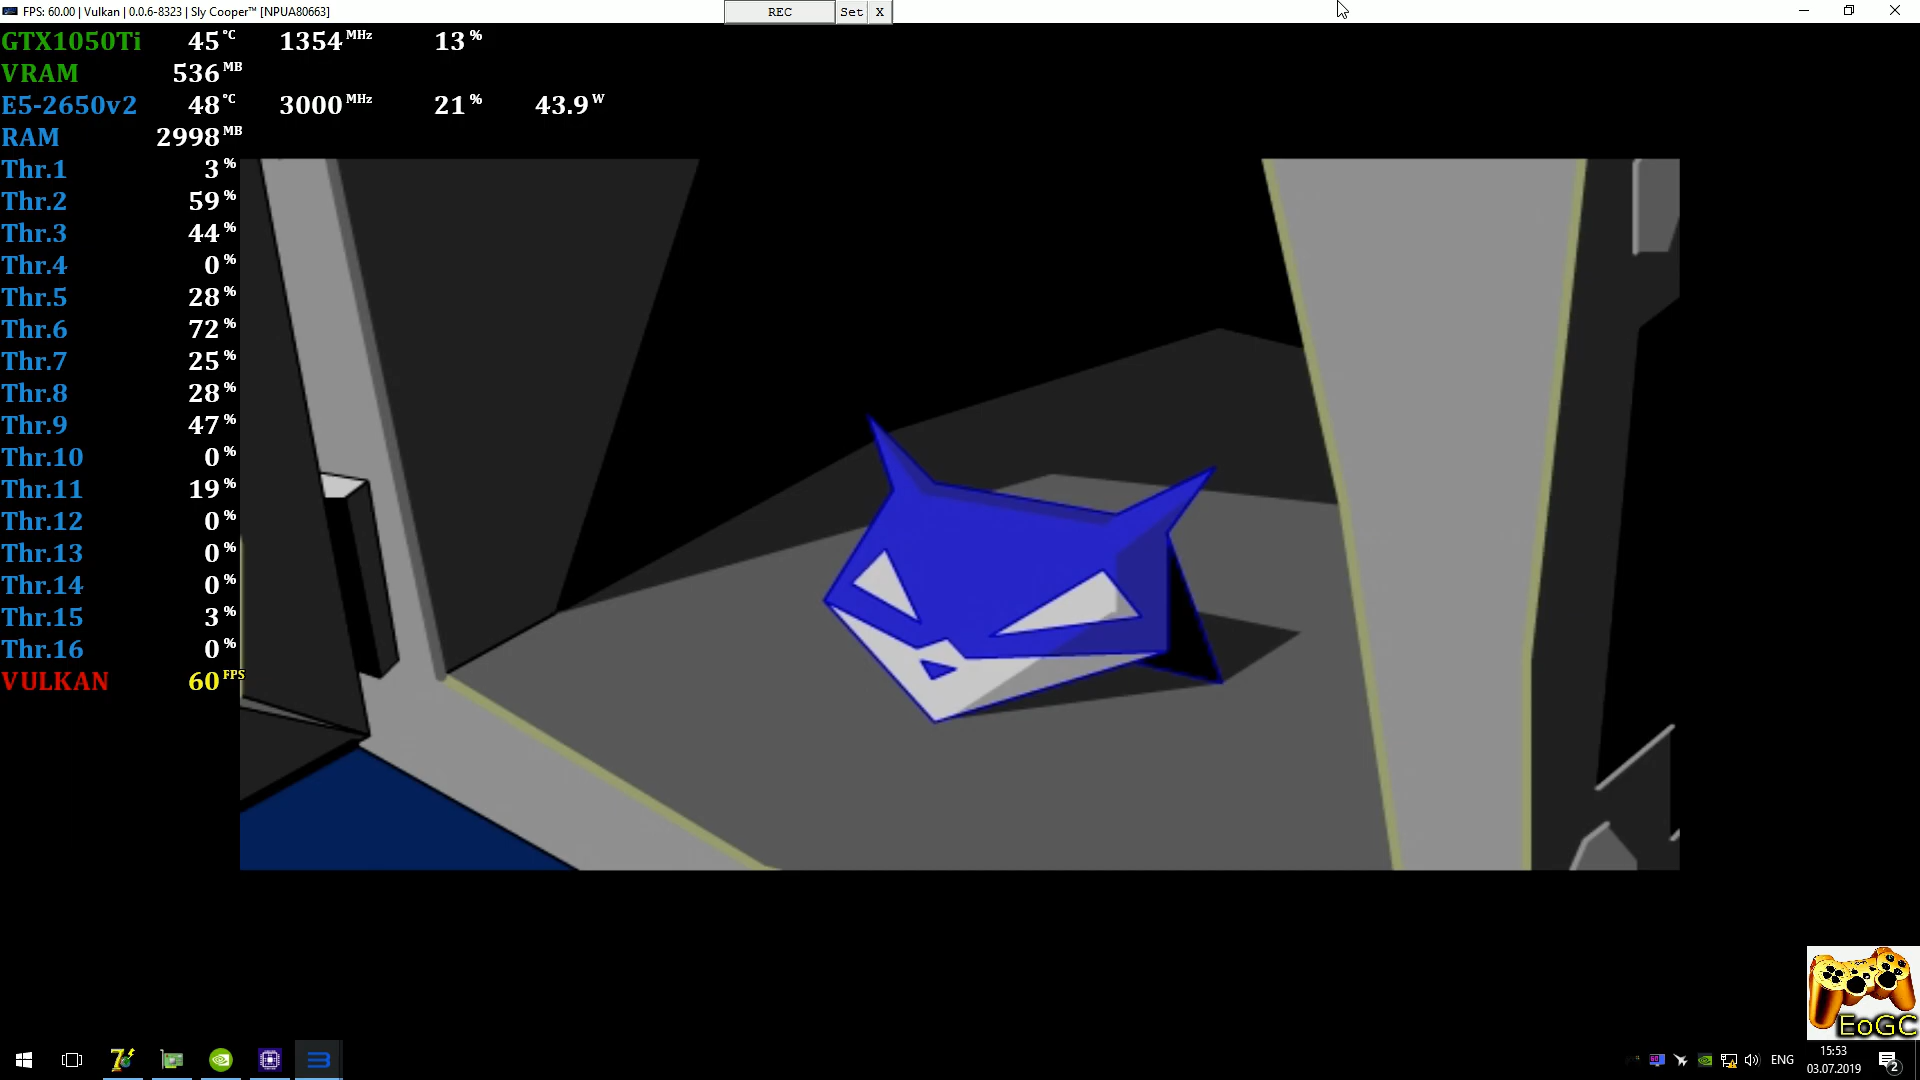 FPS: 60.00 | Vulkan | 0.0.6-8323 | Sly Cooper™ [NPUA80663]
REC Set X
GTX1050Ti 45 °C 1354 MHz 13 %
VRAM 536 MB
E5-2650v2 48 °C 3000 MHz 21 % 43.9 W
RAM 2998 MB
Thr.1 3 %
Thr.2 59 %
Thr.3 44 %
Thr.4 0 %
Thr.5 28 %
Thr.6 72 %
Thr.7 25 %
Thr.8 28 %
Thr.9 47 %
Thr.10 0 %
Thr.11 19 %
Thr.12 0 %
Thr.13 0 %
Thr.14 0 %
Thr.15 3 %
Thr.16 0 %
VULKAN 60 FPS
EoGC
ENG
15:53
03.07.2019
2